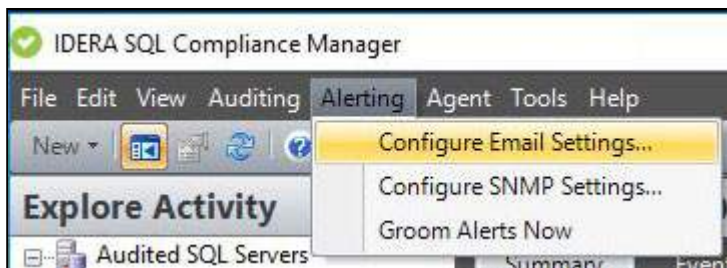 IDERA SQL Compliance Manager
File Edit View Auditing Alerting Agent Tools Help
New
Configure Email Settings...
Configure SNMP Settings...
Explore Activity
Groom Alerts Now
Audited SQL Servers
Summary